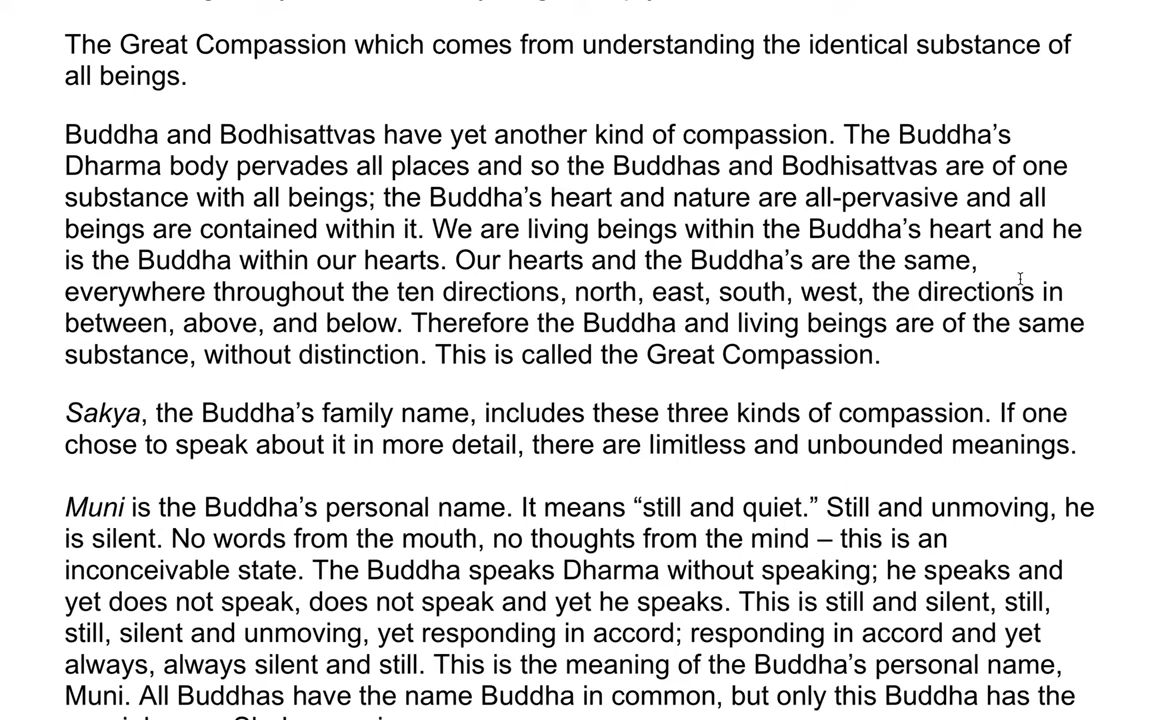 The Great Compassion which comes from understanding the identical substance of
all beings.
Buddha and Bodhisattvas have yet another kind of compassion. The Buddha’s
Dharma body pervades all places and so the Buddhas and Bodhisattvas are of one
substance with all beings; the Buddha’s heart and nature are all-pervasive and all
beings are contained within it. We are living beings within the Buddha’s heart and he
is the Buddha within our hearts. Our hearts and the Buddha’s are the same,
everywhere throughout the ten directions, north, east, south, west, the directions in
between, above, and below. Therefore the Buddha and living beings are of the same
substance, without distinction. This is called the Great Compassion.
Sakya, the Buddha’s family name, includes these three kinds of compassion. If one
chose to speak about it in more detail, there are limitless and unbounded meanings.
Muni is the Buddha’s personal name. It means “still and quiet.” Still and unmoving, he
is silent. No words from the mouth, no thoughts from the mind – this is an
inconceivable state. The Buddha speaks Dharma without speaking; he speaks and
yet does not speak, does not speak and yet he speaks. This is still and silent, still,
still, silent and unmoving, yet responding in accord; responding in accord and yet
always, always silent and still. This is the meaning of the Buddha’s personal name,
Muni. All Buddhas have the name Buddha in common, but only this Buddha has the